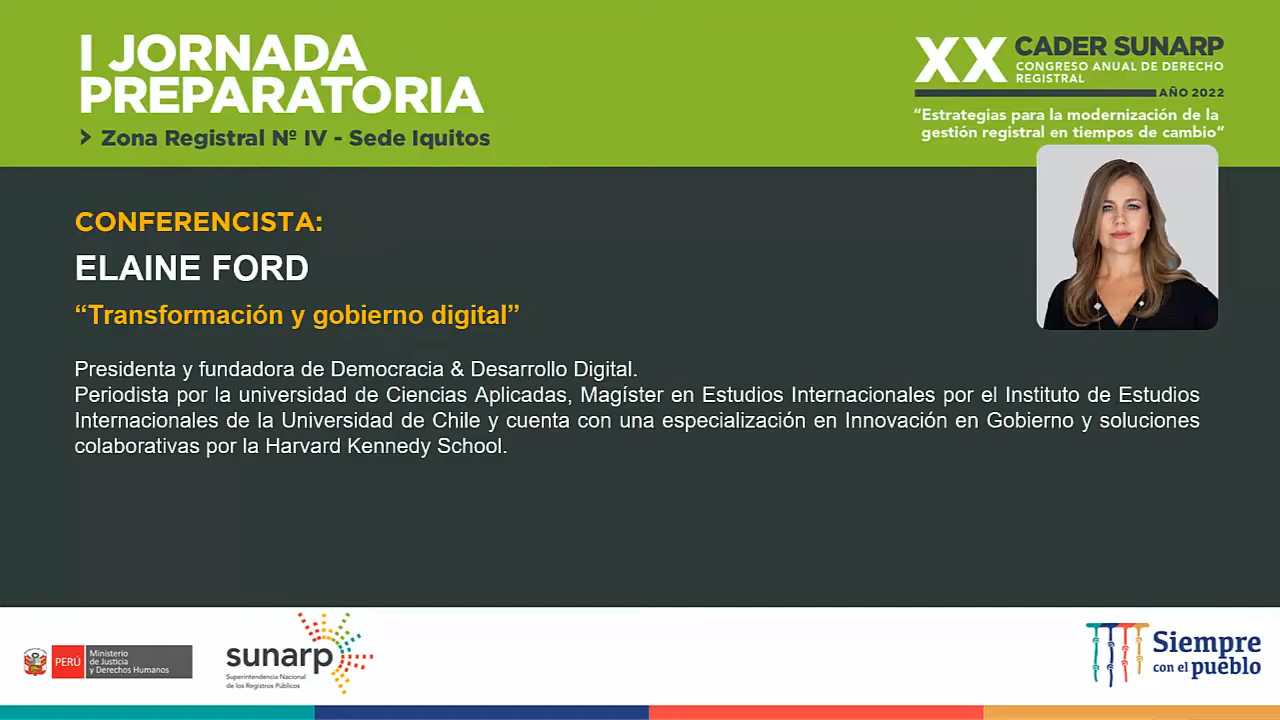 I JORNADA
PREPARATORIA
> Zona Registral Nº IV - Sede Iquitos
XX CADER SUNARP
CONGRESO ANUAL DE DERECHO
REGISTRAL
AÑO 2022
“Estrategias para la modernización de la
gestión registral en tiempos de cambio“
CONFERENCISTA:
ELAINE FORD
“Transformación y gobierno digital”
Presidenta y fundadora de Democracia & Desarrollo Digital.
Periodista por la universidad de Ciencias Aplicadas, Magíster en Estudios Internacionales por el Instituto de Estudios
Internacionales de la Universidad de Chile y cuenta con una especialización en Innovación en Gobierno y soluciones
colaborativas por la Harvard Kennedy School.
PERÚ
Ministerio
de Justicia
y Derechos Humanos
sunarp
Superintendencia Nacional
de los Registros Públicos
Siempre
con el pueblo